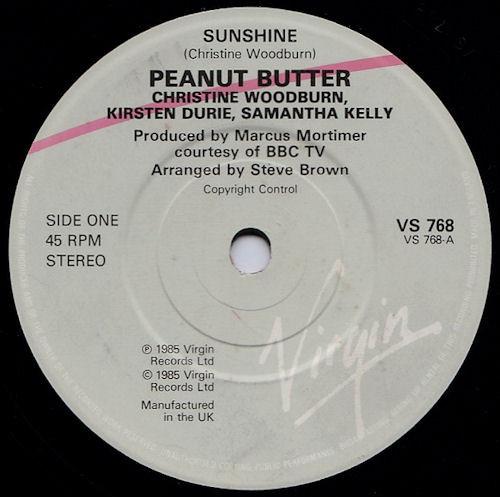 SUNSHINE
(Christine Woodburn)
PEANUT BUTTER
CHRISTINE WOODBURN,
KIRSTEN DURIE, SAMANTHA KELLY
Produced by Marcus Mortimer
courtesy of BBC TV
Arranged by Steve Brown
Copyright Control
SIDE ONE
45 RPM
STEREO
VS 768
VS 768-A
℗ 1985 Virgin
Records Ltd
© 1985 Virgin
Records Ltd
Manufactured
in the UK
Virgin